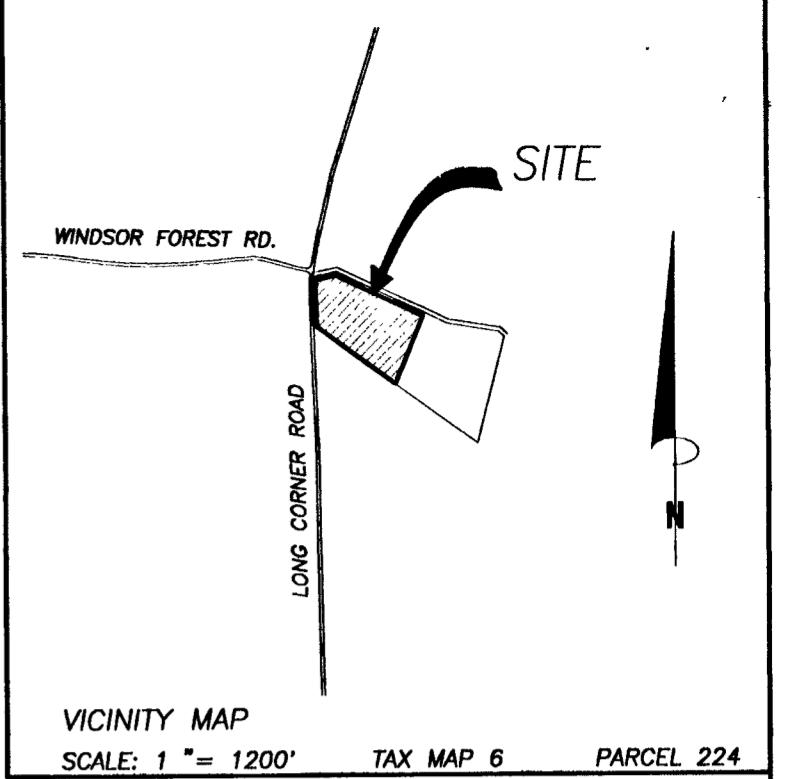 SITE
WINDSOR FOREST RD.
LONG CORNER ROAD
N
VICINITY MAP
SCALE: 1 "= 1200' TAX MAP 6 PARCEL 224